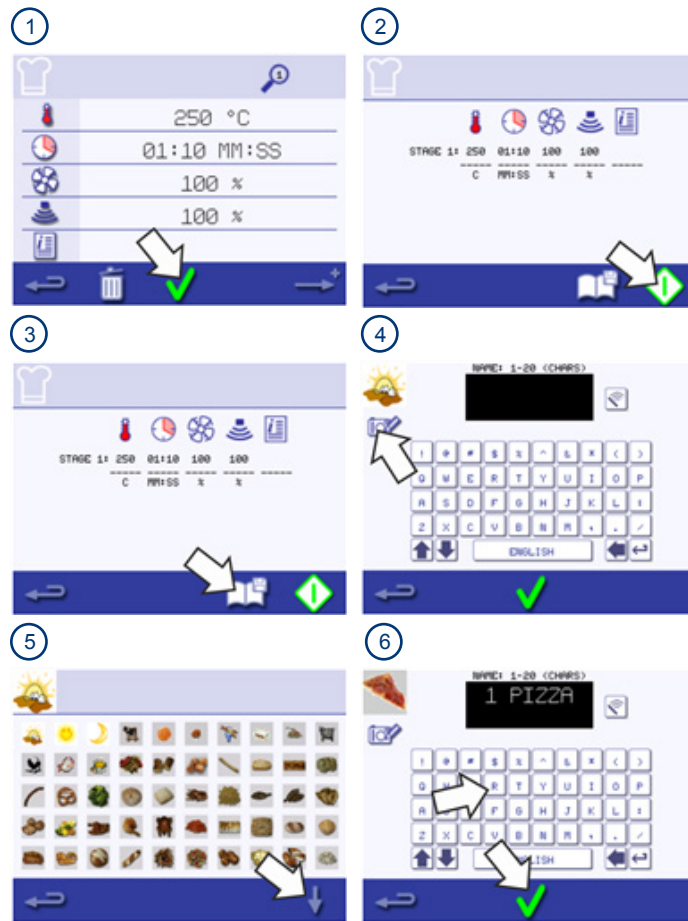 1
2
1
250 °C
01:10 MM:SS
100 %
100 %
STAGE 1: 250 01:10 100 100
----- ----- ----- ----- -----
C MM:SS % %
3
4
STAGE 1: 250 01:10 100 100
----- ----- ----- ----- -----
C MM:SS % %
NAME: 1-20 (CHARS)
! @ # $ % ^ & * ( )
Q W E R T Y U I O P
A S D F G H J K L :
Z X C V B N M , . /
ENGLISH
5
6
NAME: 1-20 (CHARS)
1 PIZZA
! @ # $ % ^ & * ( )
Q W R T Y U I O P
A F G H J K L :
Z X C V B N M , . /
GLISH